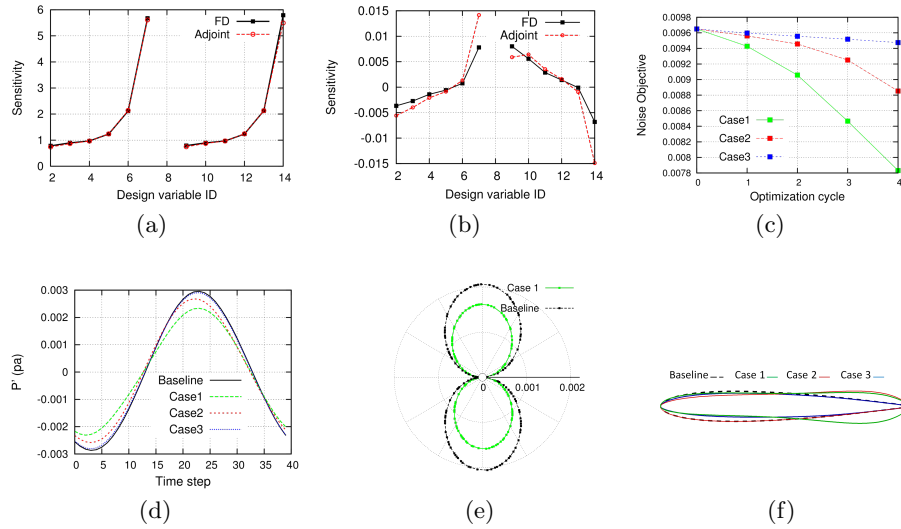 6
5
4
3
2
1
0
2 4 6 8 10 12 14
Sensitivity
Design variable ID
FD
Adjoint
(a)
0.015
0.010
0.005
0.000
-0.005
-0.010
-0.015
2 4 6 8 10 12 14
Sensitivity
Design variable ID
FD
Adjoint
(b)
0.0098
0.0096
0.0094
0.0092
0.009
0.0088
0.0086
0.0084
0.0082
0.008
0.0078
0 1 2 3 4
Noise Objective
Optimization cycle
Case1
Case2
Case3
(c)
0.003
0.002
0.001
0
-0.001
-0.002
-0.003
0 5 10 15 20 25 30 35 40
P' (pa)
Time step
Baseline
Case1
Case2
Case3
(d)
Case 1
Baseline
0 0.001 0.002
(e)
Baseline Case 1 Case 2 Case 3
(f)